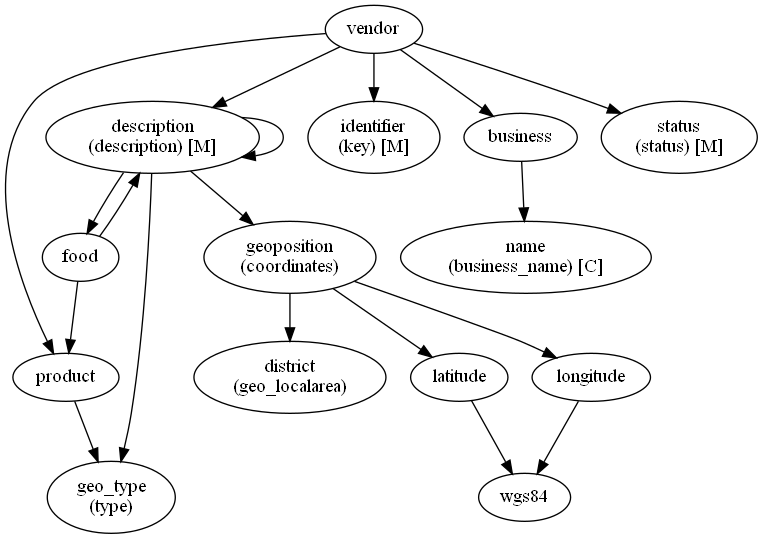 vendor
description
(description) [M]
identifier
(key) [M]
business
status
(status) [M]
food
geoposition
(coordinates)
name
(business_name) [C]
product
district
(geo_localarea)
latitude
longitude
geo_type
(type)
wgs84